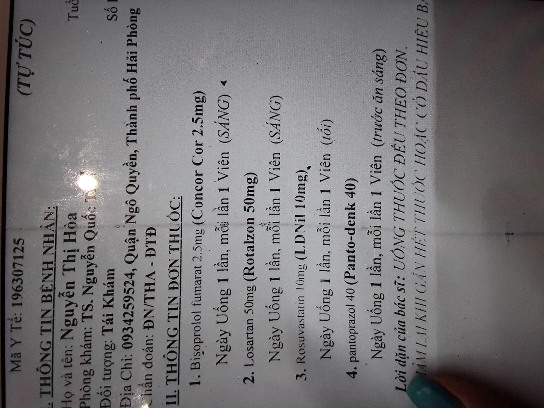 Mã Y Tế: 196307125
(TỰ TÚC)
THÔNG TIN BỆNH NHÂN:
Họ và tên: Nguyễn Thị Hòa
Tuổ
Phòng khám: TS. Nguyễn Quốc
Số
Đối tượng: Tái Khám
Địa Chỉ: 0934259524, Quận Ngô Quyền, Thành phố Hải Phòng
hẩn đoán: ĐN/THA -ĐTĐ
II. THÔNG TIN ĐƠN THUỐC:
1. Bisoprolol fumarat 2.5mg (Concor Cor 2.5mg)
Ngày Uống 1 lần, mỗi lần 1 Viên (SÁNG)
2. Losartan 50mg (Rotalzon 50mg)
Ngày Uống 1 lần, mỗi lần 1 Viên (SÁNG)
3. Rosuvastatin 10mg (LDNil 10mg)
Ngày Uống 1 lần, mỗi lần 1 Viên (tối)
4. pantoprazol 40 (Panto-denk 40)
Ngày Uống 1 lần, mỗi lần 1 Viên (trước ăn sáng)
Lời dặn của bác sĩ: UỐNG THUỐC ĐỀU THEO ĐƠN.
LẠI KHI GẦN HẾT THUỐC HOẶC CÓ DẤU HIỆU B